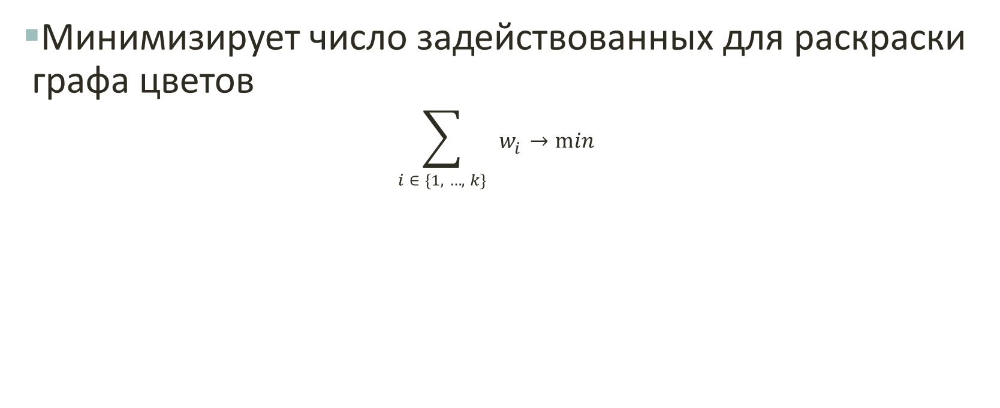 ▪Минимизирует число задействованных для раскраски
графа цветов
∑ w_i → min
i ∈ {1, …, k}